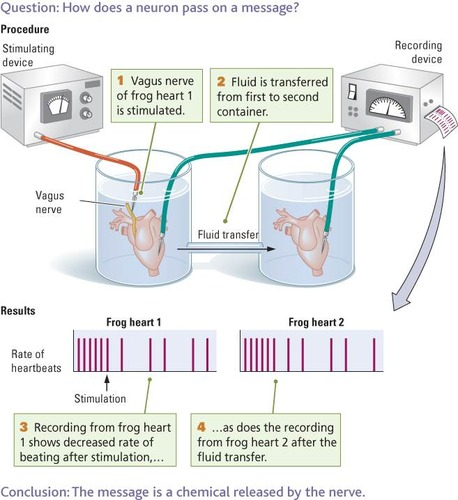 Question: How does a neuron pass on a message?
Procedure
Stimulating
device
Recording
device
1 Vagus nerve
of frog heart 1
is stimulated.
2 Fluid is transferred
from first to second
container.
Vagus
nerve
Fluid transfer
Results
Frog heart 1
Frog heart 2
Rate of
heartbeats
Stimulation
3 Recording from frog heart
1 shows decreased rate of
beating after stimulation,...
4 ...as does the recording
from frog heart 2 after the
fluid transfer.
Conclusion: The message is a chemical released by the nerve.